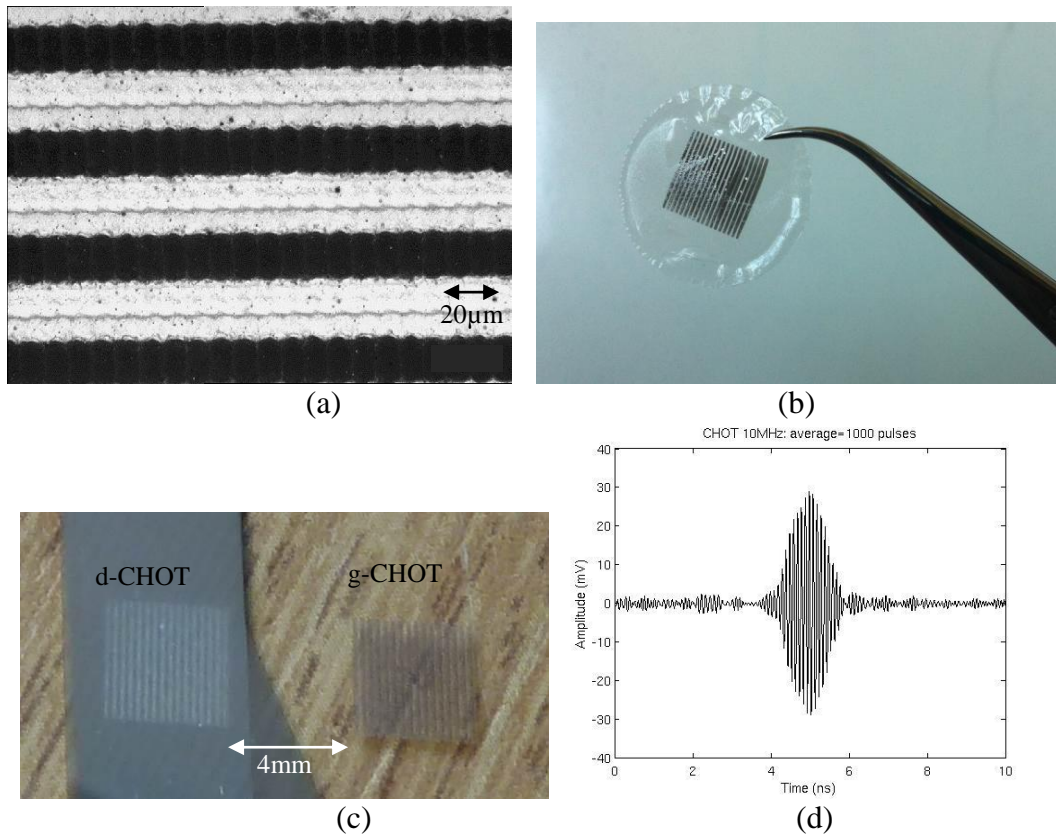 20µm
(a)
(b)
d-CHOT
g-CHOT
4mm
(c)
CHOT 10MHz: average=1000 pulses
40
30
20
10
0
-10
-20
-30
-40
Amplitude (mV)
0 2 4 6 8 10
Time (ns)
(d)